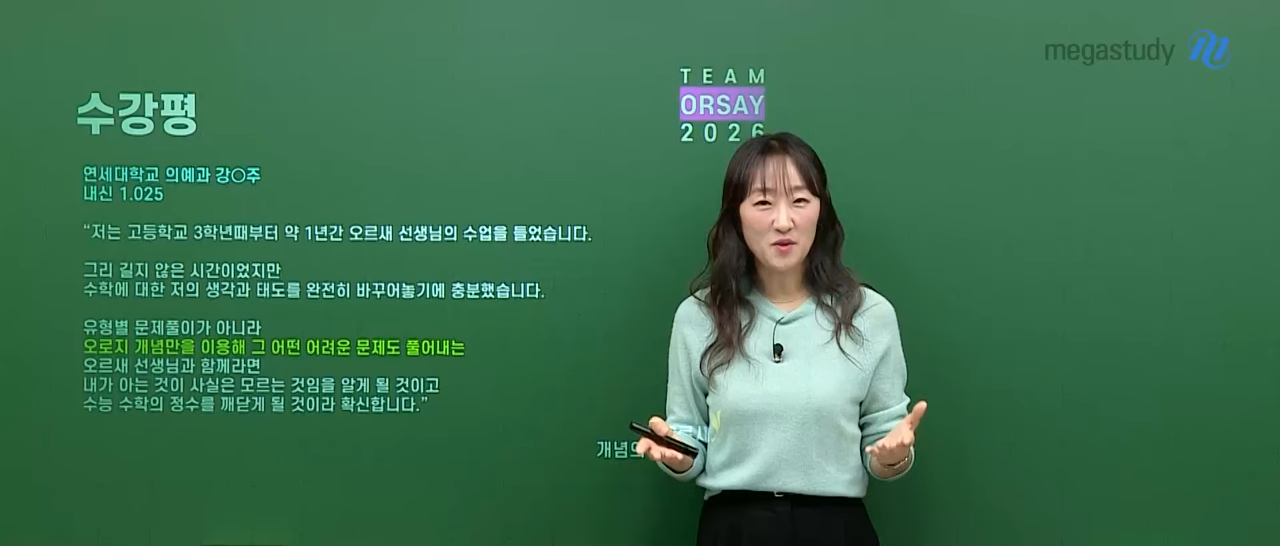 megastudy
TEAM
ORSAY
2026
수강평
연세대학교 의예과 강○주
내신 1.025
“저는 고등학교 3학년때부터 약 1년간 오르새 선생님의 수업을 들었습니다.
그리 길지 않은 시간이었지만
수학에 대한 저의 생각과 태도를 완전히 바꾸어놓기에 충분했습니다.
유형별 문제풀이가 아니라
오로지 개념만을 이용해 그 어떤 어려운 문제도 풀어내는
오르새 선생님과 함께라면
내가 아는 것이 사실은 모르는 것임을 알게 될 것이고
수능 수학의 정수를 깨닫게 될 것이라 확신합니다.”
개념의